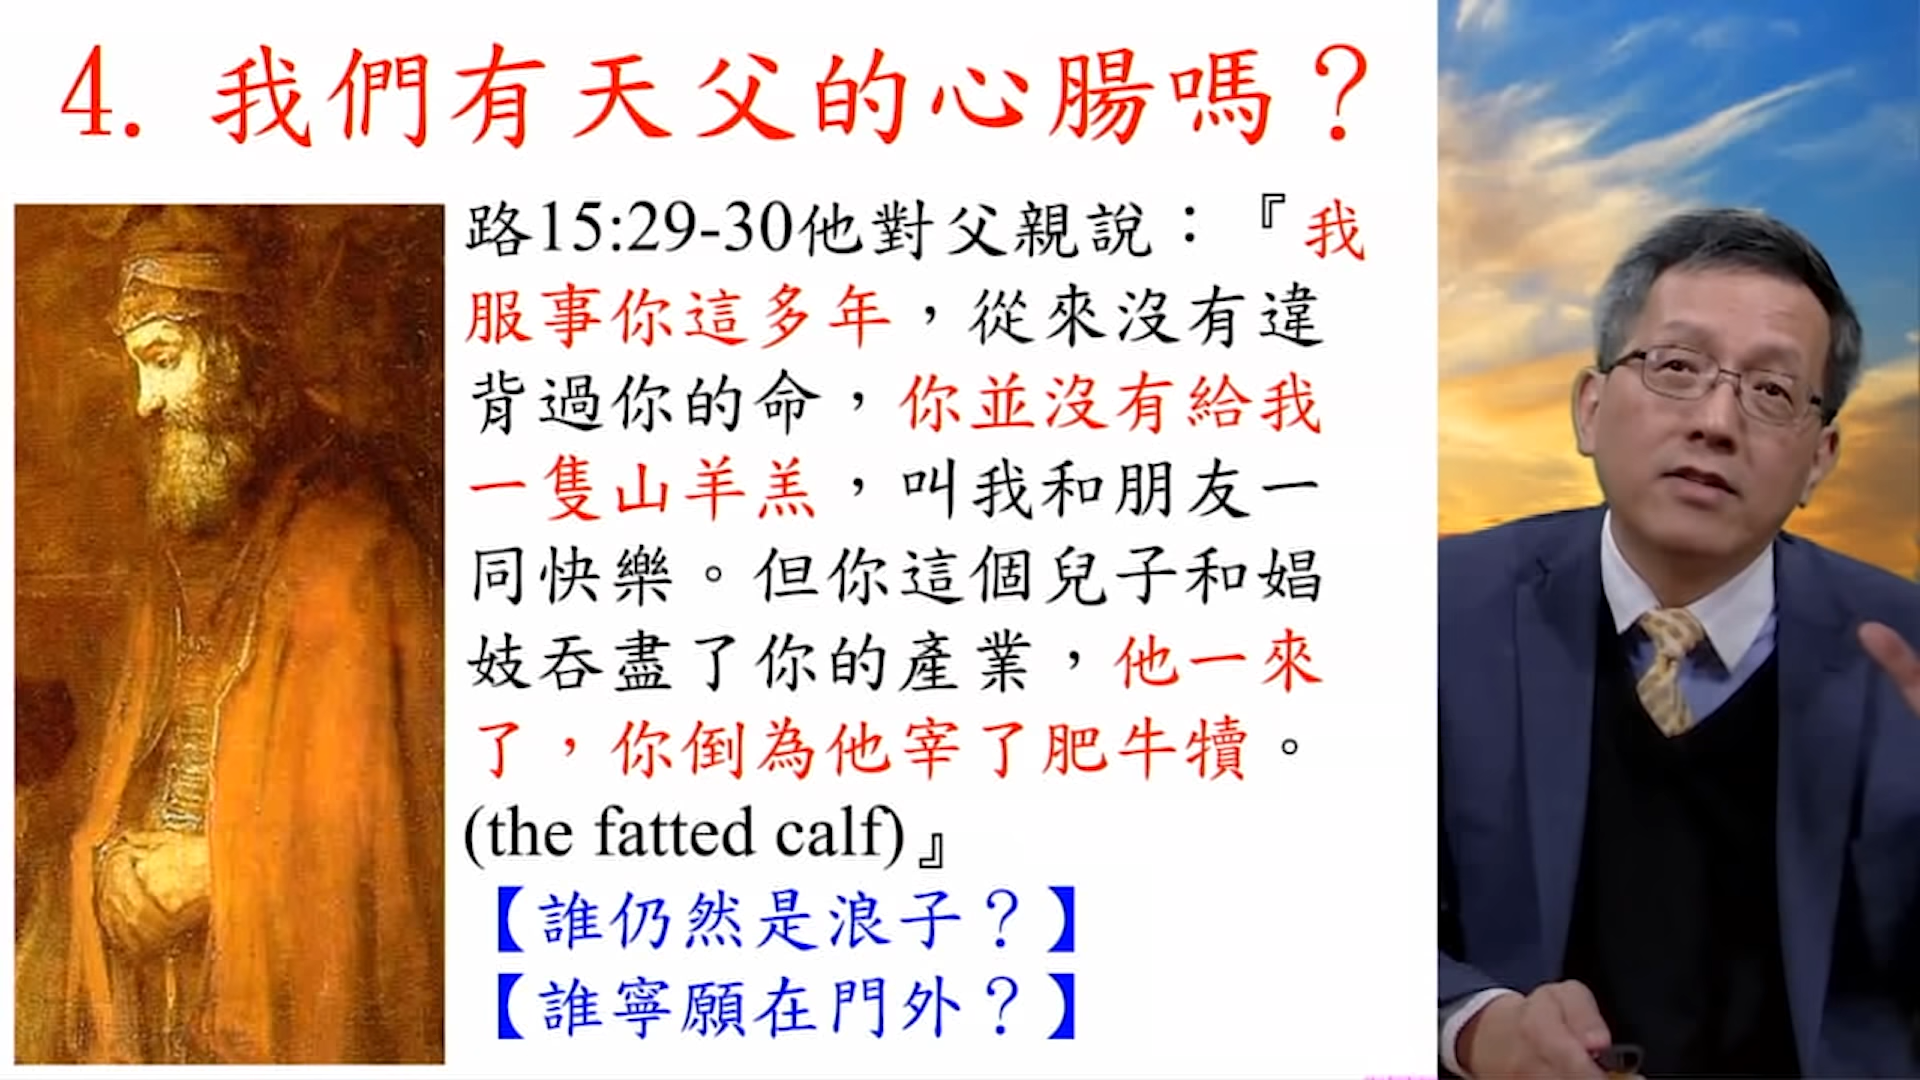 4. 我們有天父的心腸嗎？
路15:29-30他對父親說：『我
服事你這多年，從來沒有違
背過你的命，你並沒有給我
一隻山羊羔，叫我和朋友一
同快樂。但你這個兒子和娼
妓吞盡了你的產業，他一來
了，你倒為他宰了肥牛犢。
(the fatted calf)』
【誰仍然是浪子？】
【誰寧願在門外？】